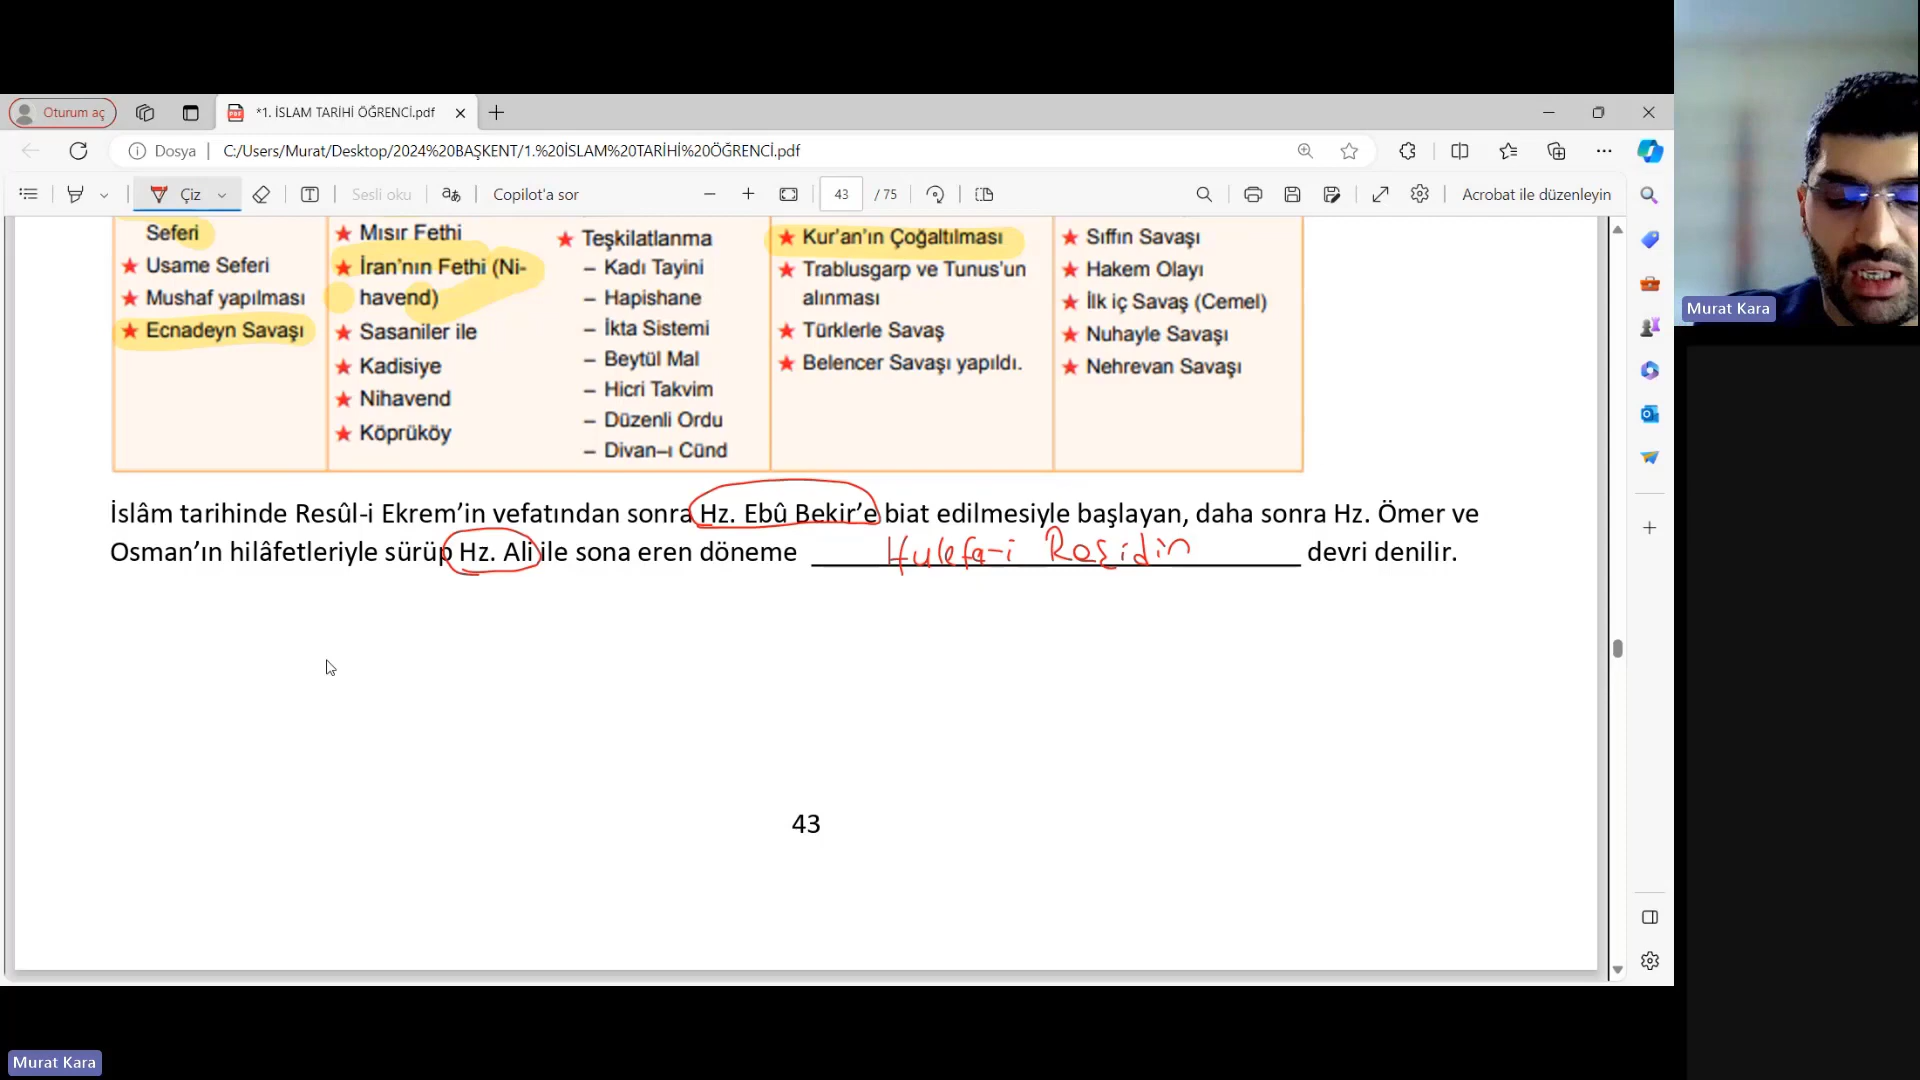 Oturum aç
*1. İSLAM TARİHİ ÖĞRENCİ.pdf
Dosya
C:/Users/Murat/Desktop/2024%20BAŞKENT/1.%20İSLAM%20TARİHİ%20ÖĞRENCİ.pdf
Çiz
Sesli oku
Copilot'a sor
43 / 75
Acrobat ile düzenleyin
Seferi
★ Usame Seferi
★ Mushaf yapılması
★ Ecnadeyn Savaşı
★ Mısır Fethi
★ İran'nın Fethi (Ni-
havend)
★ Sasaniler ile
★ Kadisiye
★ Nihavend
★ Köprüköy
★ Teşkilatlanma
– Kadı Tayini
– Hapishane
– İkta Sistemi
– Beytül Mal
– Hicri Takvim
– Düzenli Ordu
– Divan–ı Cünd
★ Kur'an'ın Çoğaltılması
★ Trablusgarp ve Tunus'un
alınması
★ Türklerle Savaş
★ Belencer Savaşı yapıldı.
★ Sıffın Savaşı
★ Hakem Olayı
★ İlk iç Savaş (Cemel)
★ Nuhayle Savaşı
★ Nehrevan Savaşı
İslâm tarihinde Resûl-i Ekrem'in vefatından sonra Hz. Ebû Bekir'e biat edilmesiyle başlayan, daha sonra Hz. Ömer ve
Osman'ın hilâfetleriyle sürüp Hz. Ali ile sona eren döneme Hulefa-i Raşidin devri denilir.
43
Murat Kara
Murat Kara